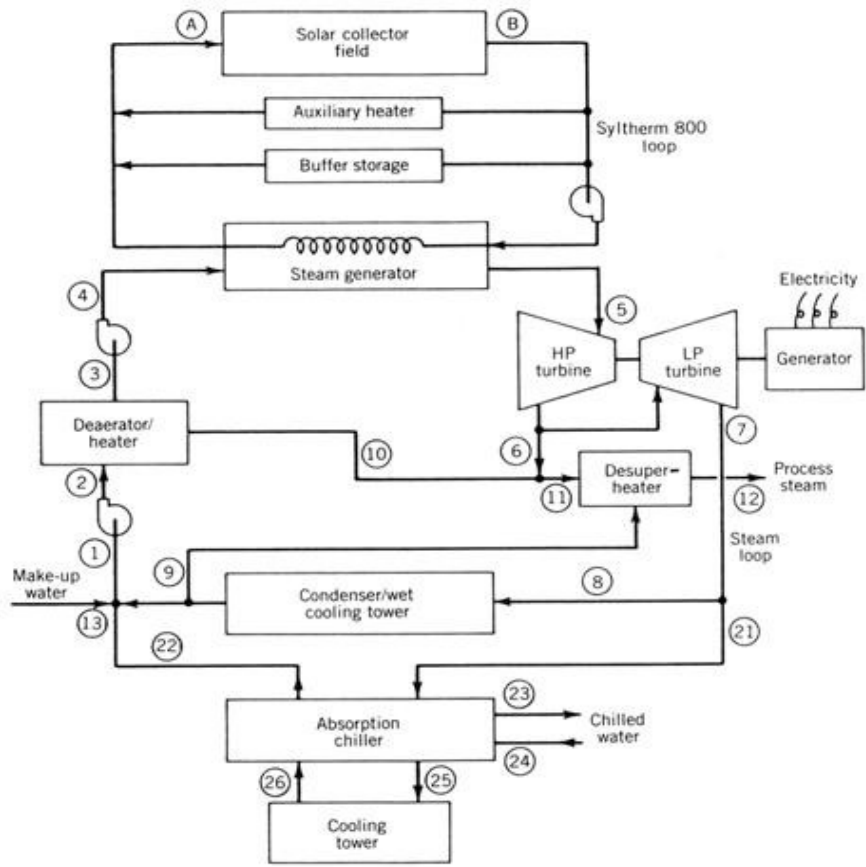 A
Solar collector
field
B
Auxiliary heater
Syltherm 800
loop
Buffer storage
Steam generator
4
5
Electricity
HP
turbine
LP
turbine
Generator
3
Deaerator/
heater
10
6
7
2
11
Desuper-
heater
12
Process
steam
1
9
Steam
loop
Make-up
water
Condenser/wet
cooling tower
8
13
22
21
23
Absorption
chiller
Chilled
water
24
26
25
Cooling
tower